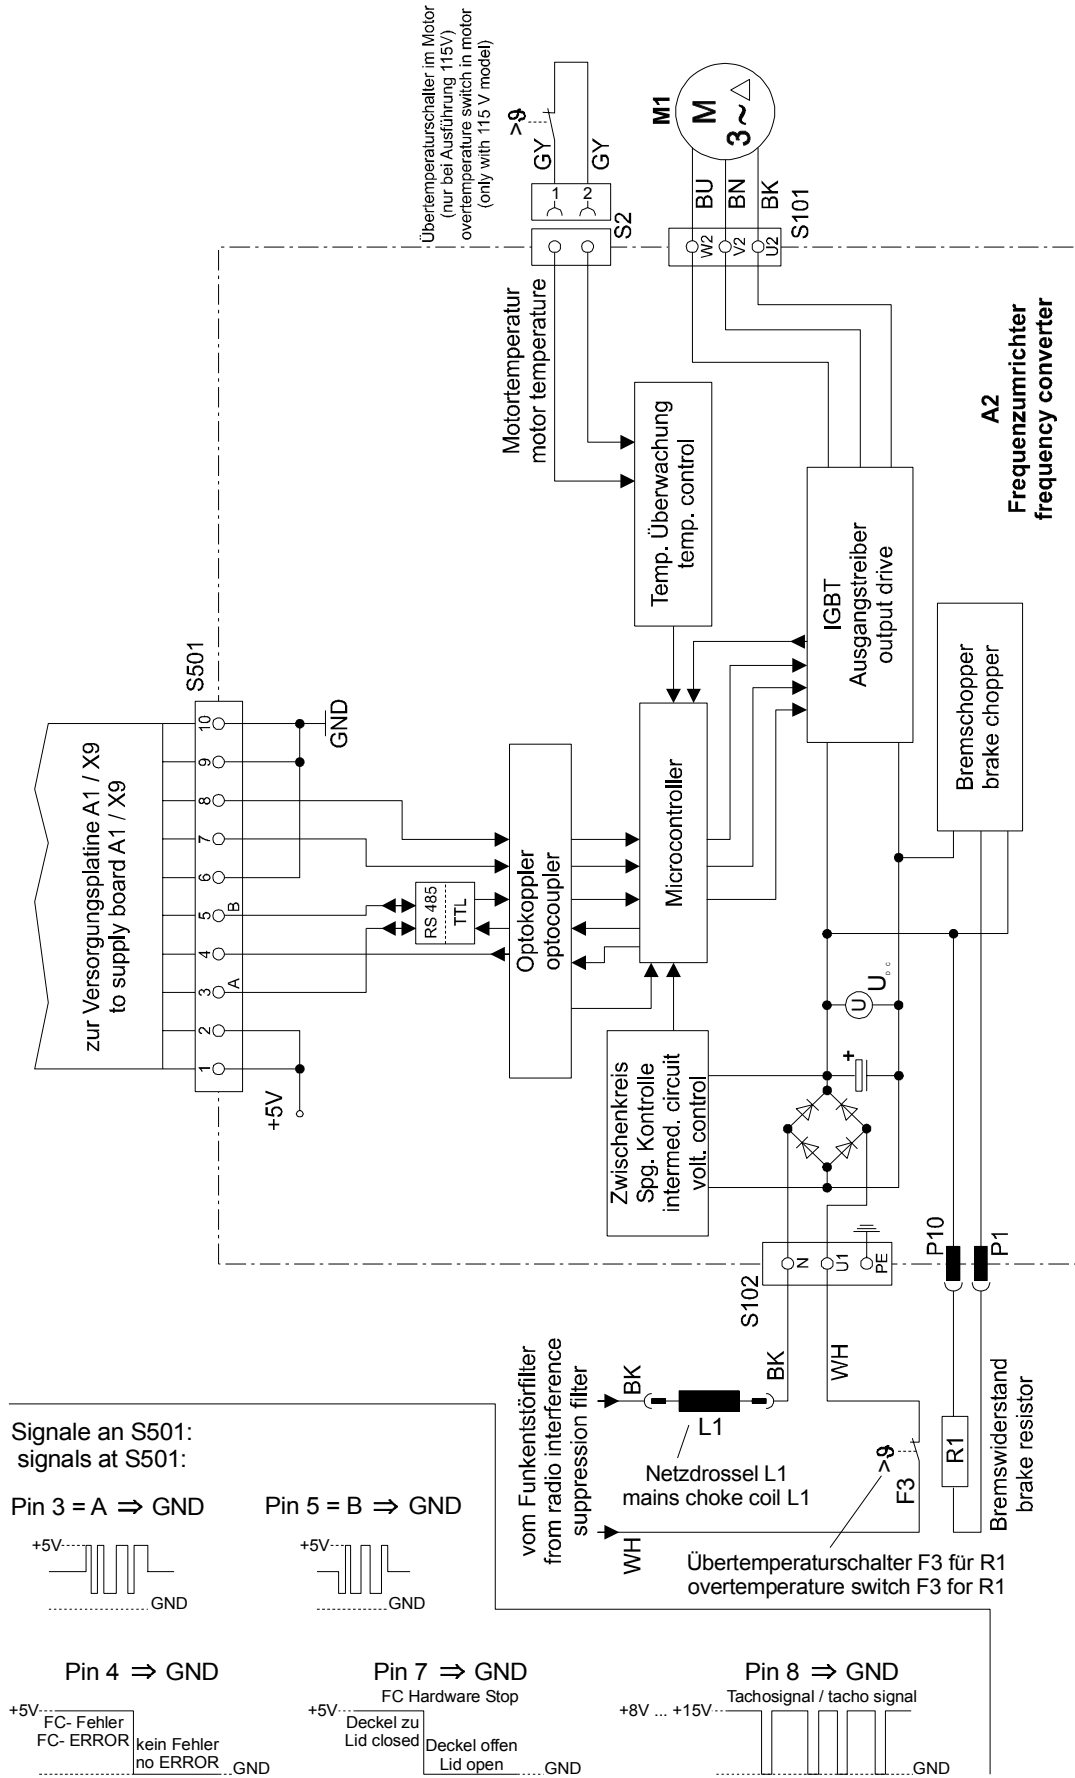 Übertemperaturschalter im Motor
(nur bei Ausführung 115V)
overtemperature switch in motor
(only with 115 V model)
>ϑ
GY
GY
1
2
S2
M1
M
3~△
BU
BN
BK
W2
V2
U2
S101
Motortemperatur
motor temperature
A2
Frequenzumrichter
frequency converter
Temp. Überwachung
temp. control
S501
zur Versorgungsplatine A1 / X9
to supply board A1 / X9
10
9
8
7
6
5
4
3
2
1
B
A
GND
+5V
RS 485
TTL
Optokoppler
optocoupler
Microcontroller
IGBT
Ausgangstreiber
output drive
Bremschopper
brake chopper
Zwischenkreis
Spg. Kontrolle
intermed. circuit
volt. control
+
U
U DC
S102
N
U1
PE
P10
P1
vom Funkentstörfilter
from radio interference
suppression filter
BK
BK
WH
WH
L1
Netzdrossel L1
mains choke coil L1
>ϑ
F3
R1
Bremswiderstand
brake resistor
Übertemperaturschalter F3 für R1
overtemperature switch F3 for R1
Signale an S501:
signals at S501:
Pin 3 = A ⇒ GND
+5V
GND
Pin 5 = B ⇒ GND
+5V
GND
Pin 4 ⇒ GND
+5V
FC- Fehler
FC- ERROR
kein Fehler
no ERROR
GND
Pin 7 ⇒ GND
FC Hardware Stop
+5V
Deckel zu
Lid closed
Deckel offen
Lid open
GND
Pin 8 ⇒ GND
Tachosignal / tacho signal
+8V ... +15V
GND